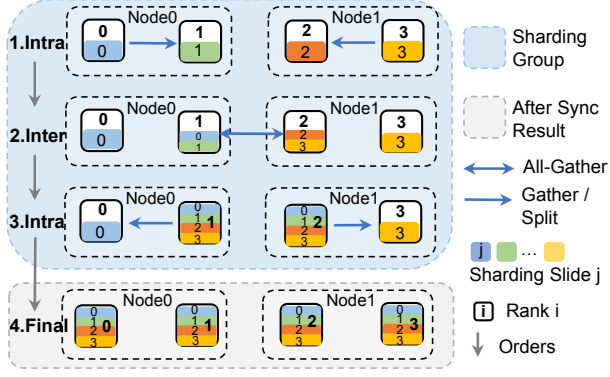 Node0
Node1
1.Intra
0
0
1
1
2
2
3
3
Sharding
Group
Node0
Node1
2.Inter
0
0
1
0
1
2
2
3
3
3
After Sync
Result
All-Gather
Node0
Node1
3.Intra
0
0
0
1
2
3
1
0
1
2
3
2
3
3
Gather /
Split
j ...
Sharding Slide j
Node0
Node1
4.Final
0
1
2
3
0
0
1
2
3
1
0
1
2
3
2
0
1
2
3
3
i Rank i
Orders